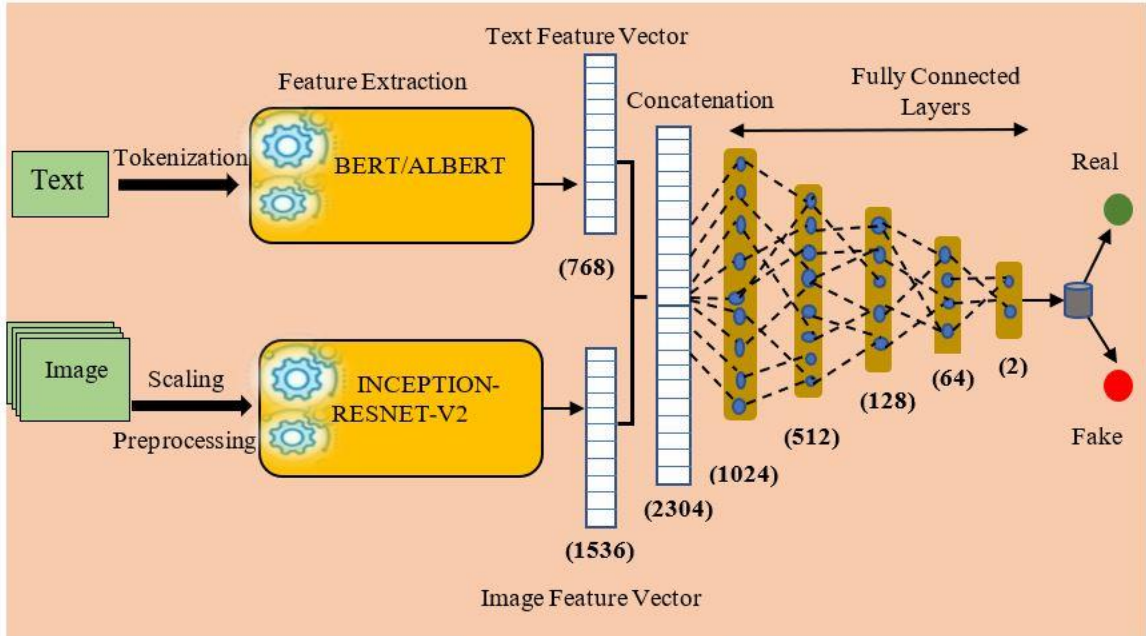 Text Feature Vector
Feature Extraction
Fully Connected
Layers
Concatenation
Tokenization
Text
BERT/ALBERT
Real
(768)
Image
Scaling
Preprocessing
INCEPTION-
RESNET-V2
(2)
(64)
(128)
(512)
(1024)
(2304)
(1536)
Fake
Image Feature Vector